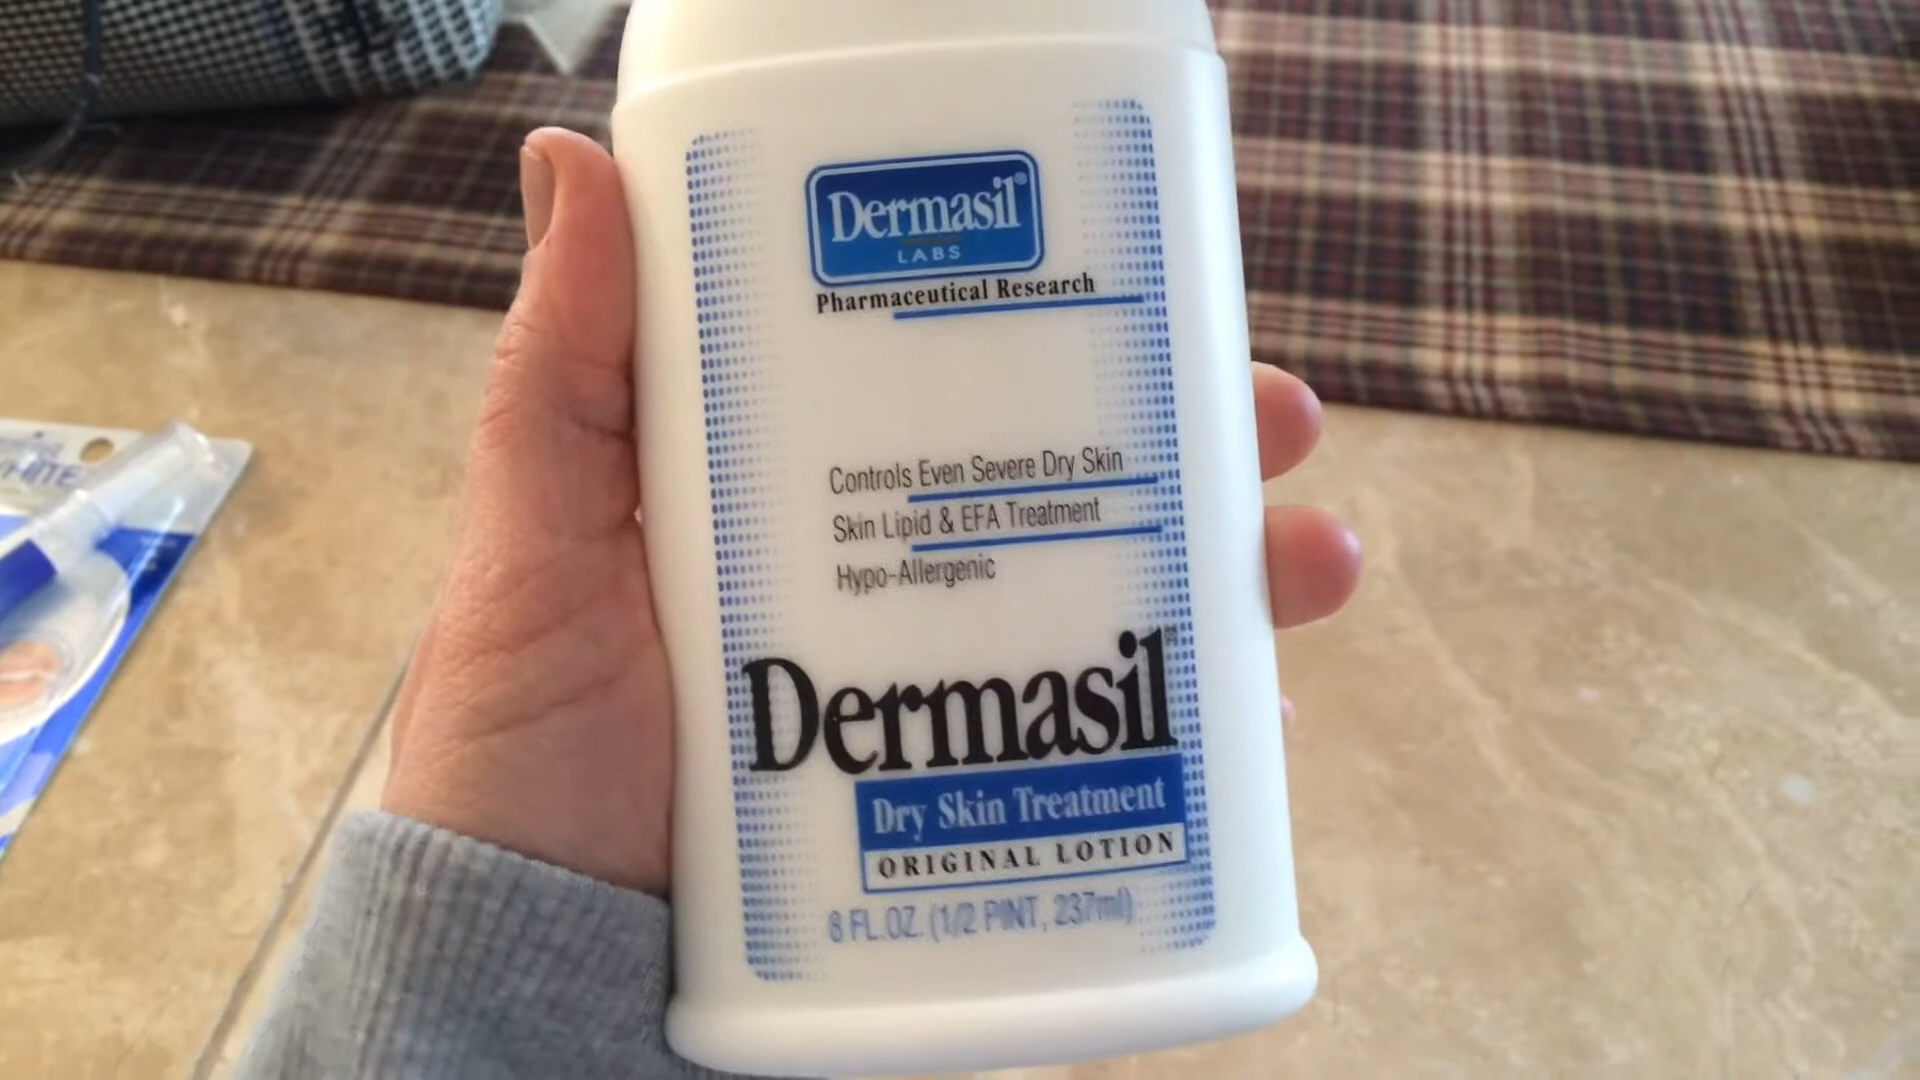 Dermasil®
LABS
Pharmaceutical Research
Controls Even Severe Dry Skin
Skin Lipid & EFA Treatment
Hypo-Allergenic
Dermasil®
Dry Skin Treatment
ORIGINAL LOTION
8 FL. OZ. (1/2 PINT, 237ml)